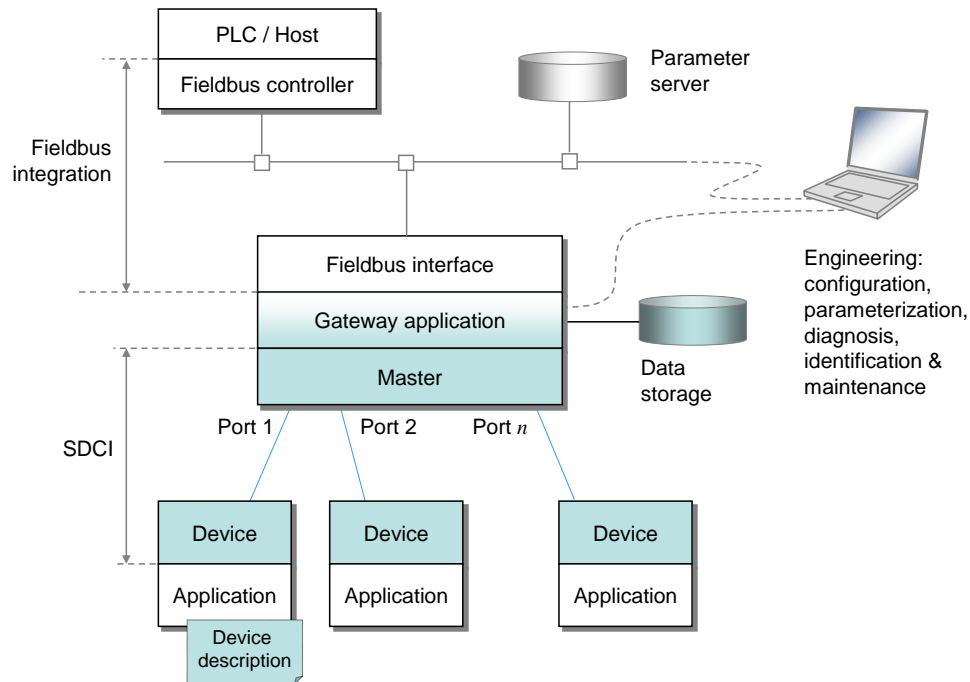 PLC / Host
Fieldbus controller
Parameter
server
Fieldbus
integration
Fieldbus interface
Gateway application
Master
Data
storage
Engineering:
configuration,
parameterization,
diagnosis,
identification &
maintenance
Port 1
Port 2
Port n
SDCI
Device
Device
Device
Application
Application
Application
Device
description